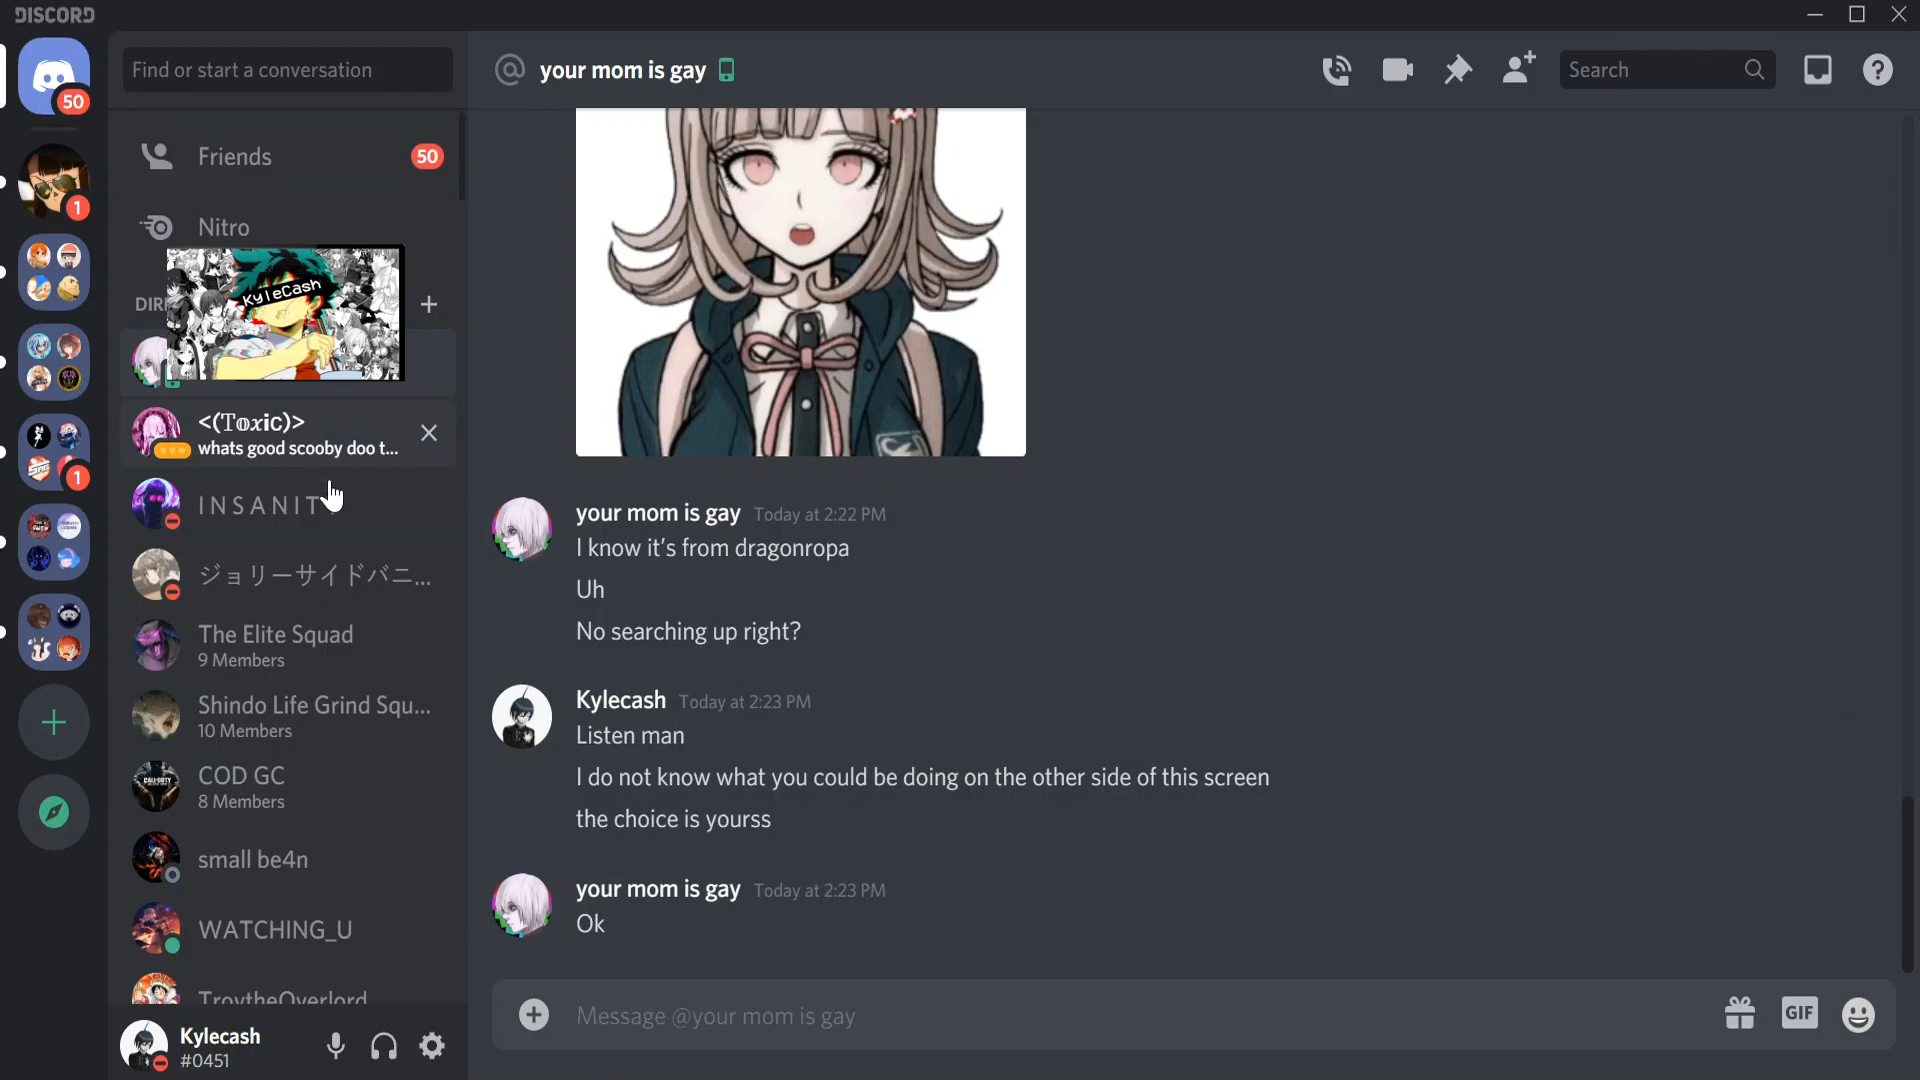 DISCORD
Find or start a conversation
@ your mom is gay
Search
50
Friends 50
1
Nitro
KyleCash
<(𝕋𝕠𝔁𝐢𝐜)>
whats good scooby doo t...
1
I N S A N I T
ジョリーサイドバニ...
The Elite Squad
9 Members
Shindo Life Grind Squ...
10 Members
COD GC
8 Members
small be4n
WATCHING_U
TroytheOverlord
Kylecash
#0451
your mom is gay Today at 2:22 PM
I know it's from dragonropa
Uh
No searching up right?
Kylecash Today at 2:23 PM
Listen man
I do not know what you could be doing on the other side of this screen
the choice is yourss
your mom is gay Today at 2:23 PM
Ok
Message @your mom is gay
GIF